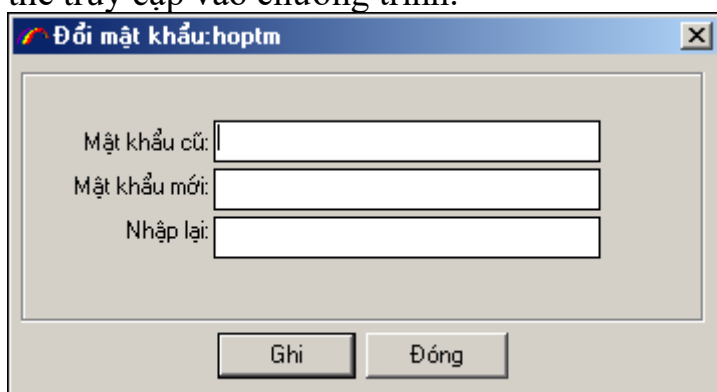 thể truy cập vào chương trình.
Đổi mật khẩu:hoptm
Mật khẩu cũ:
Mật khẩu mới:
Nhập lại:
Ghi Đóng